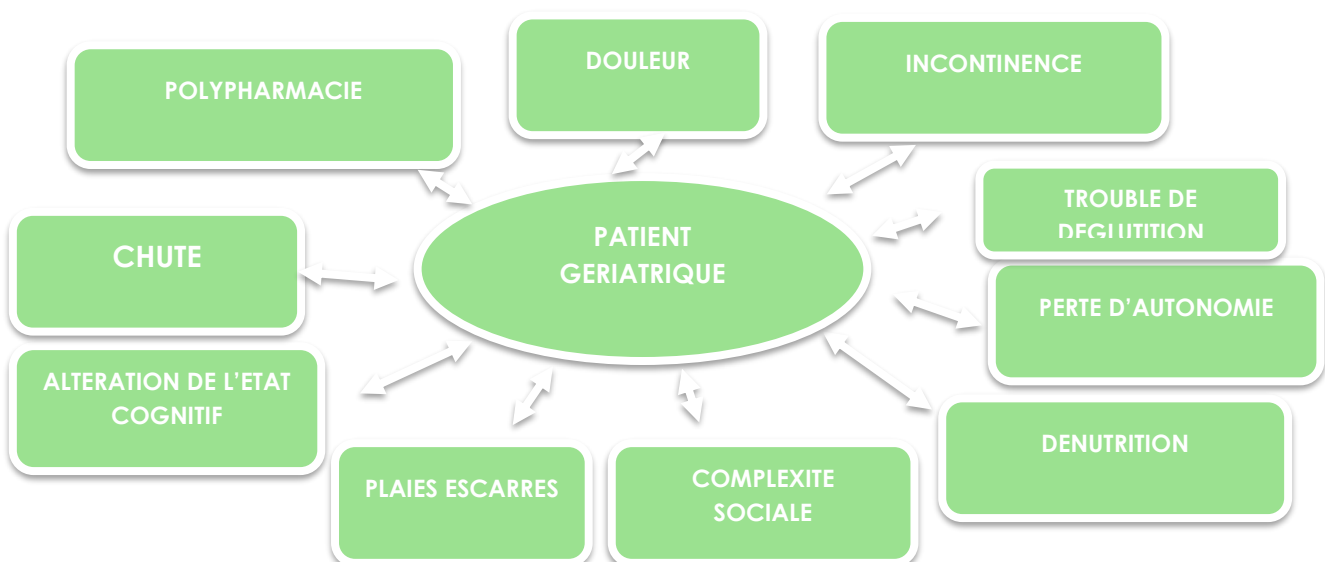 DOULEUR
INCONTINENCE
POLYPHARMACIE
TROUBLE DE
DEGLUTITION
PATIENT
GERIATRIQUE
CHUTE
PERTE D’AUTONOMIE
ALTERATION DE L’ETAT
COGNITIF
DENUTRITION
PLAIES ESCARRES
COMPLEXITE
SOCIALE